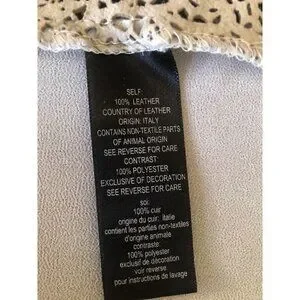 SELF:
100% LEATHER
COUNTRY OF LEATHER
ORIGIN: ITALY
CONTAINS NON-TEXTILE PARTS
OF ANIMAL ORIGIN
SEE REVERSE FOR CARE
CONTRAST:
100% POLYESTER
EXCLUSIVE OF DECORATION
SEE REVERSE FOR CARE
soi:
100% cuir
origine du cuir: Italie
contient les parties non-textiles
d'origine animale
contraste:
100% polyester
exclusif de décoration
voir reverse
pour instructions de lavage